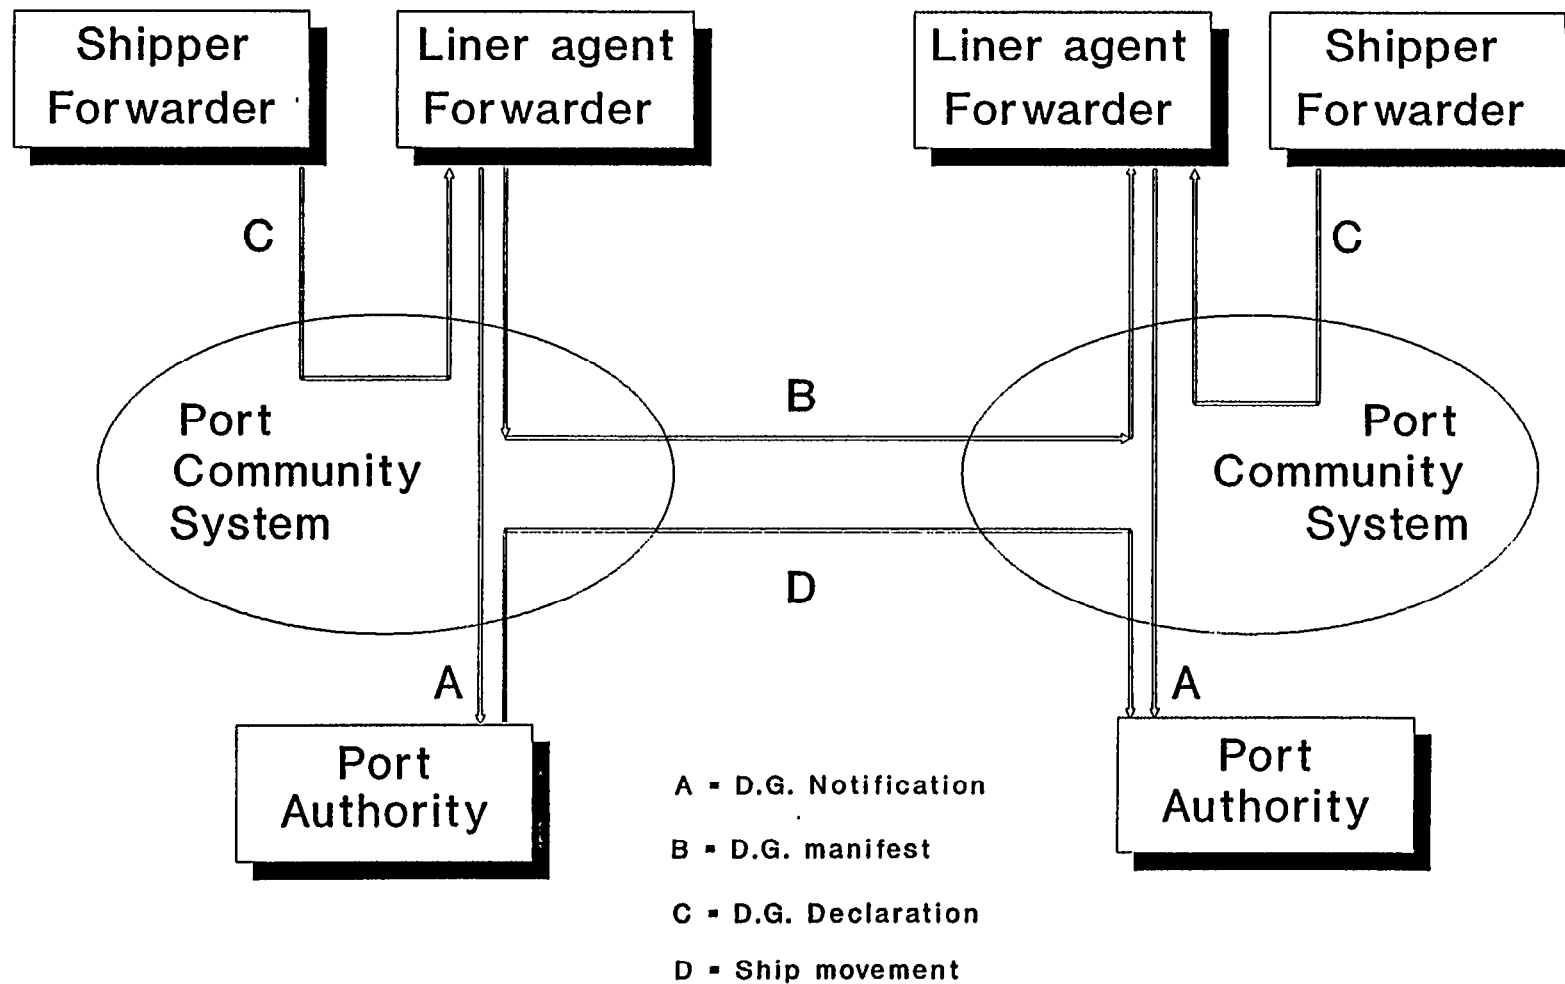 Shipper
Forwarder
Liner agent
Forwarder
Liner agent
Forwarder
Shipper
Forwarder
C
C
B
Port
Community
System
Port
Community
System
D
A
A
Port
Authority
Port
Authority
A = D.G. Notification
B = D.G. manifest
C = D.G. Declaration
D = Ship movement